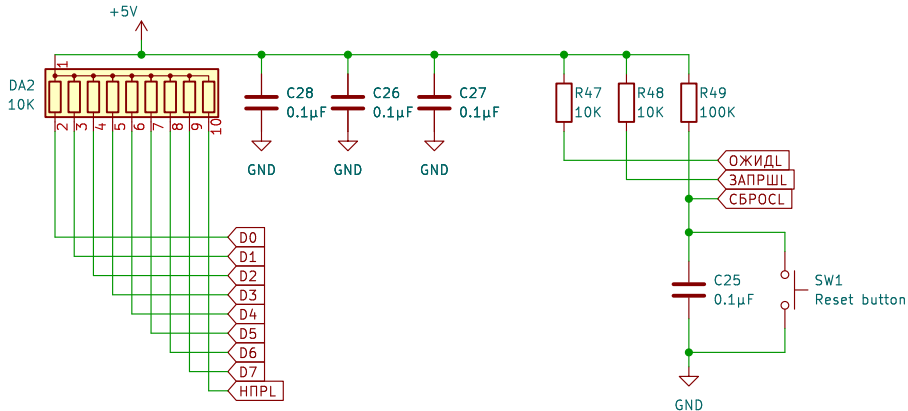 +5V
DA2
10K
1
2
3
4
5
6
7
8
9
10
C28
0.1µF
GND
C26
0.1µF
GND
C27
0.1µF
GND
R47
10K
R48
10K
R49
100K
ОЖИДL
ЗАПРШL
СБРОСL
D0
D1
D2
D3
D4
D5
D6
D7
НПРL
C25
0.1µF
SW1
Reset button
GND